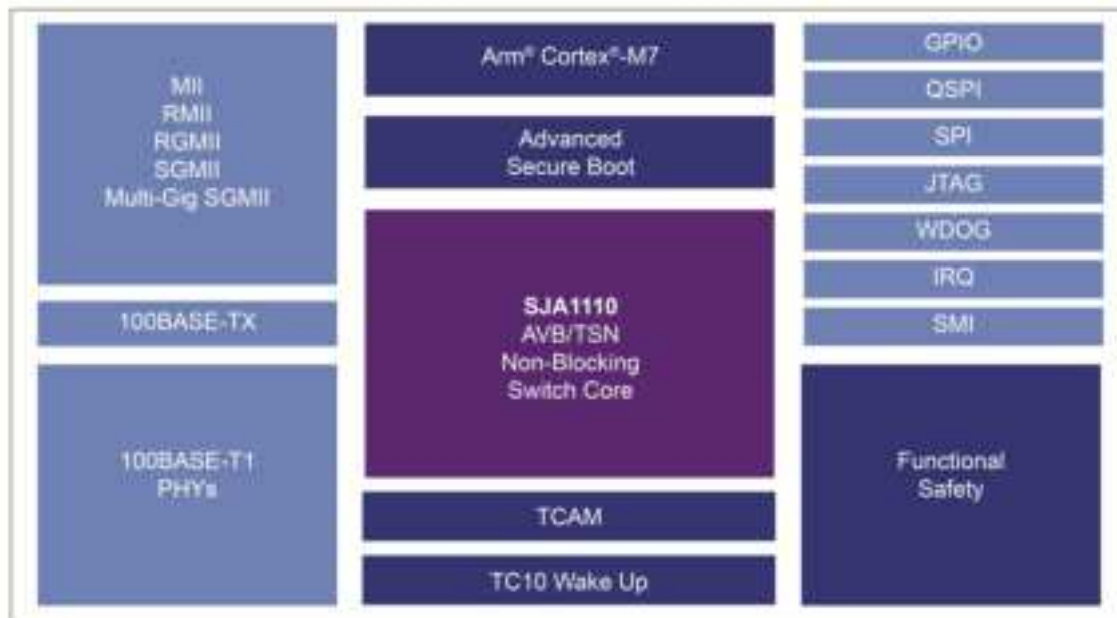 MII
RMII
RGMII
SGMII
Multi-Gig SGMII
100BASE-TX
100BASE-T1
PHYs
Arm® Cortex®-M7
Advanced
Secure Boot
SJA1110
AVB/TSN
Non-Blocking
Switch Core
TCAM
TC10 Wake Up
GPIO
QSPI
SPI
JTAG
WDOG
IRQ
SMI
Functional
Safety